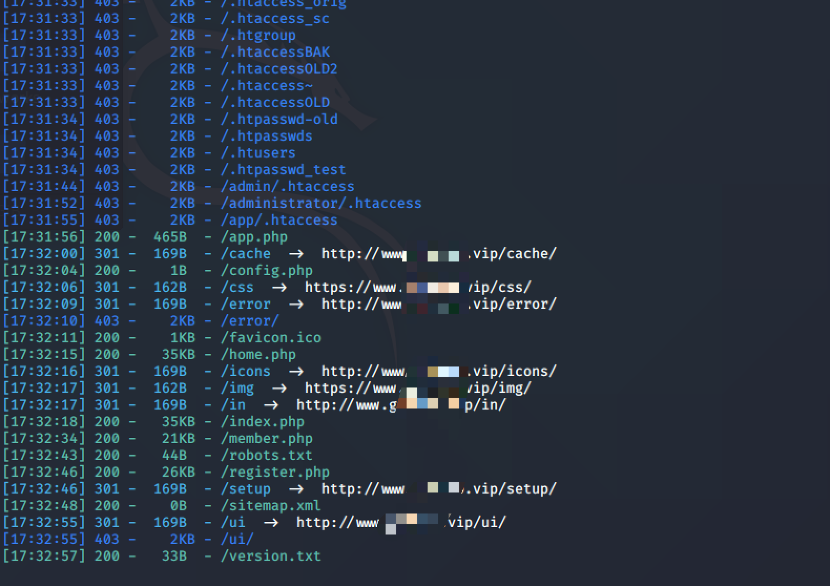 [17:31:33] 403 -    2KB - /.htaccess_orig
[17:31:33] 403 -    2KB - /.htaccess_sc
[17:31:33] 403 -    2KB - /.htgroup
[17:31:33] 403 -    2KB - /.htaccessBAK
[17:31:33] 403 -    2KB - /.htaccessOLD2
[17:31:33] 403 -    2KB - /.htaccess~
[17:31:33] 403 -    2KB - /.htaccessOLD
[17:31:34] 403 -    2KB - /.htpasswd-old
[17:31:34] 403 -    2KB - /.htpasswds
[17:31:34] 403 -    2KB - /.htusers
[17:31:34] 403 -    2KB - /.htpasswd_test
[17:31:44] 403 -    2KB - /admin/.htaccess
[17:31:52] 403 -    2KB - /administrator/.htaccess
[17:31:55] 403 -    2KB - /app/.htaccess
[17:31:56] 200 -  465B  - /app.php
[17:32:00] 301 -  169B  - /cache  →  http://www .vip/cache/
[17:32:04] 200 -    1B  - /config.php
[17:32:06] 301 -  162B  - /css  →  https://www. vip/css/
[17:32:09] 301 -  169B  - /error  →  http://www .vip/error/
[17:32:10] 403 -    2KB - /error/
[17:32:11] 200 -    1KB - /favicon.ico
[17:32:15] 200 -   35KB - /home.php
[17:32:16] 301 -  169B  - /icons  →  http://www .vip/icons/
[17:32:17] 301 -  162B  - /img  →  https://www vip/img/
[17:32:17] 301 -  169B  - /in  →  http://www.g p/in/
[17:32:18] 200 -   35KB - /index.php
[17:32:34] 200 -   21KB - /member.php
[17:32:43] 200 -   44B  - /robots.txt
[17:32:46] 200 -   26KB - /register.php
[17:32:46] 301 -  169B  - /setup  →  http://www .vip/setup/
[17:32:48] 200 -    0B  - /sitemap.xml
[17:32:55] 301 -  169B  - /ui  →  http://www vip/ui/
[17:32:55] 403 -    2KB - /ui/
[17:32:57] 200 -   33B  - /version.txt